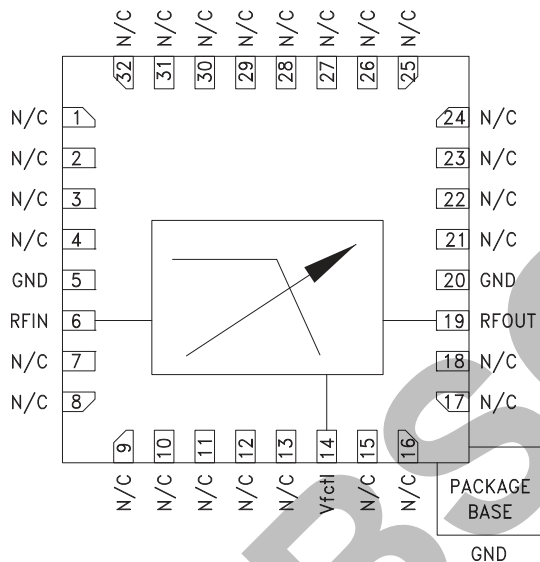 N/C N/C N/C N/C N/C N/C N/C N/C
32 31 30 29 28 27 26 25
N/C 1 24 N/C
N/C 2 23 N/C
N/C 3 22 N/C
N/C 4 21 N/C
GND 5 20 GND
RFIN 6 19 RFOUT
N/C 7 18 N/C
N/C 8 17 N/C
9 10 11 12 13 14 15 16
N/C N/C N/C N/C N/C Vfctl N/C N/C
PACKAGE
BASE
GND